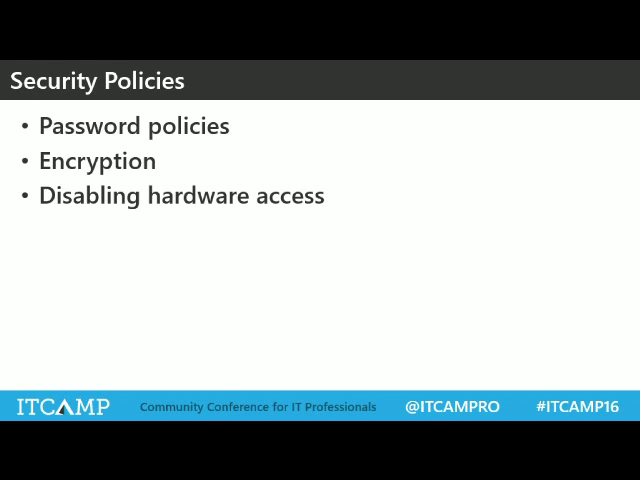 Security Policies
• Password policies
• Encryption
• Disabling hardware access
ITCAMP Community Conference for IT Professionals @ITCAMPRO #ITCAMP16